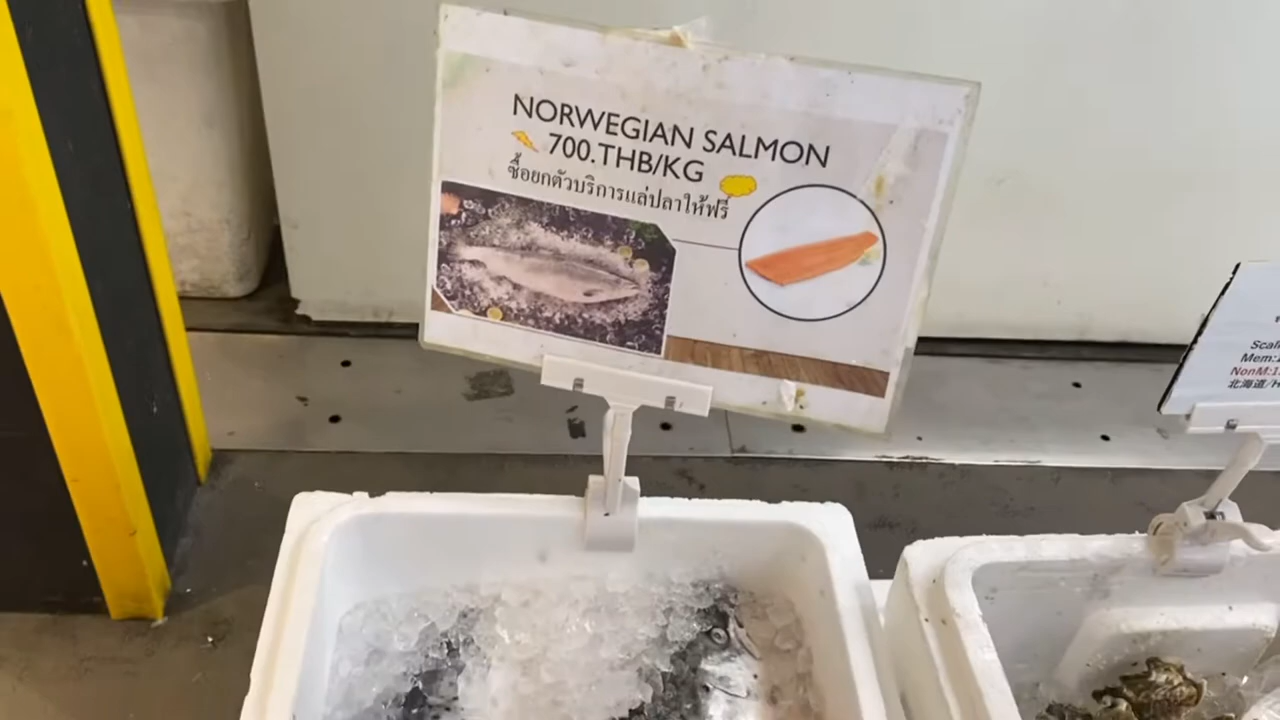 NORWEGIAN SALMON
700.THB/KG
ซื้อยกตัวบริการแล่ปลาให้ฟรี
Mem:
NonM:
北海道/H